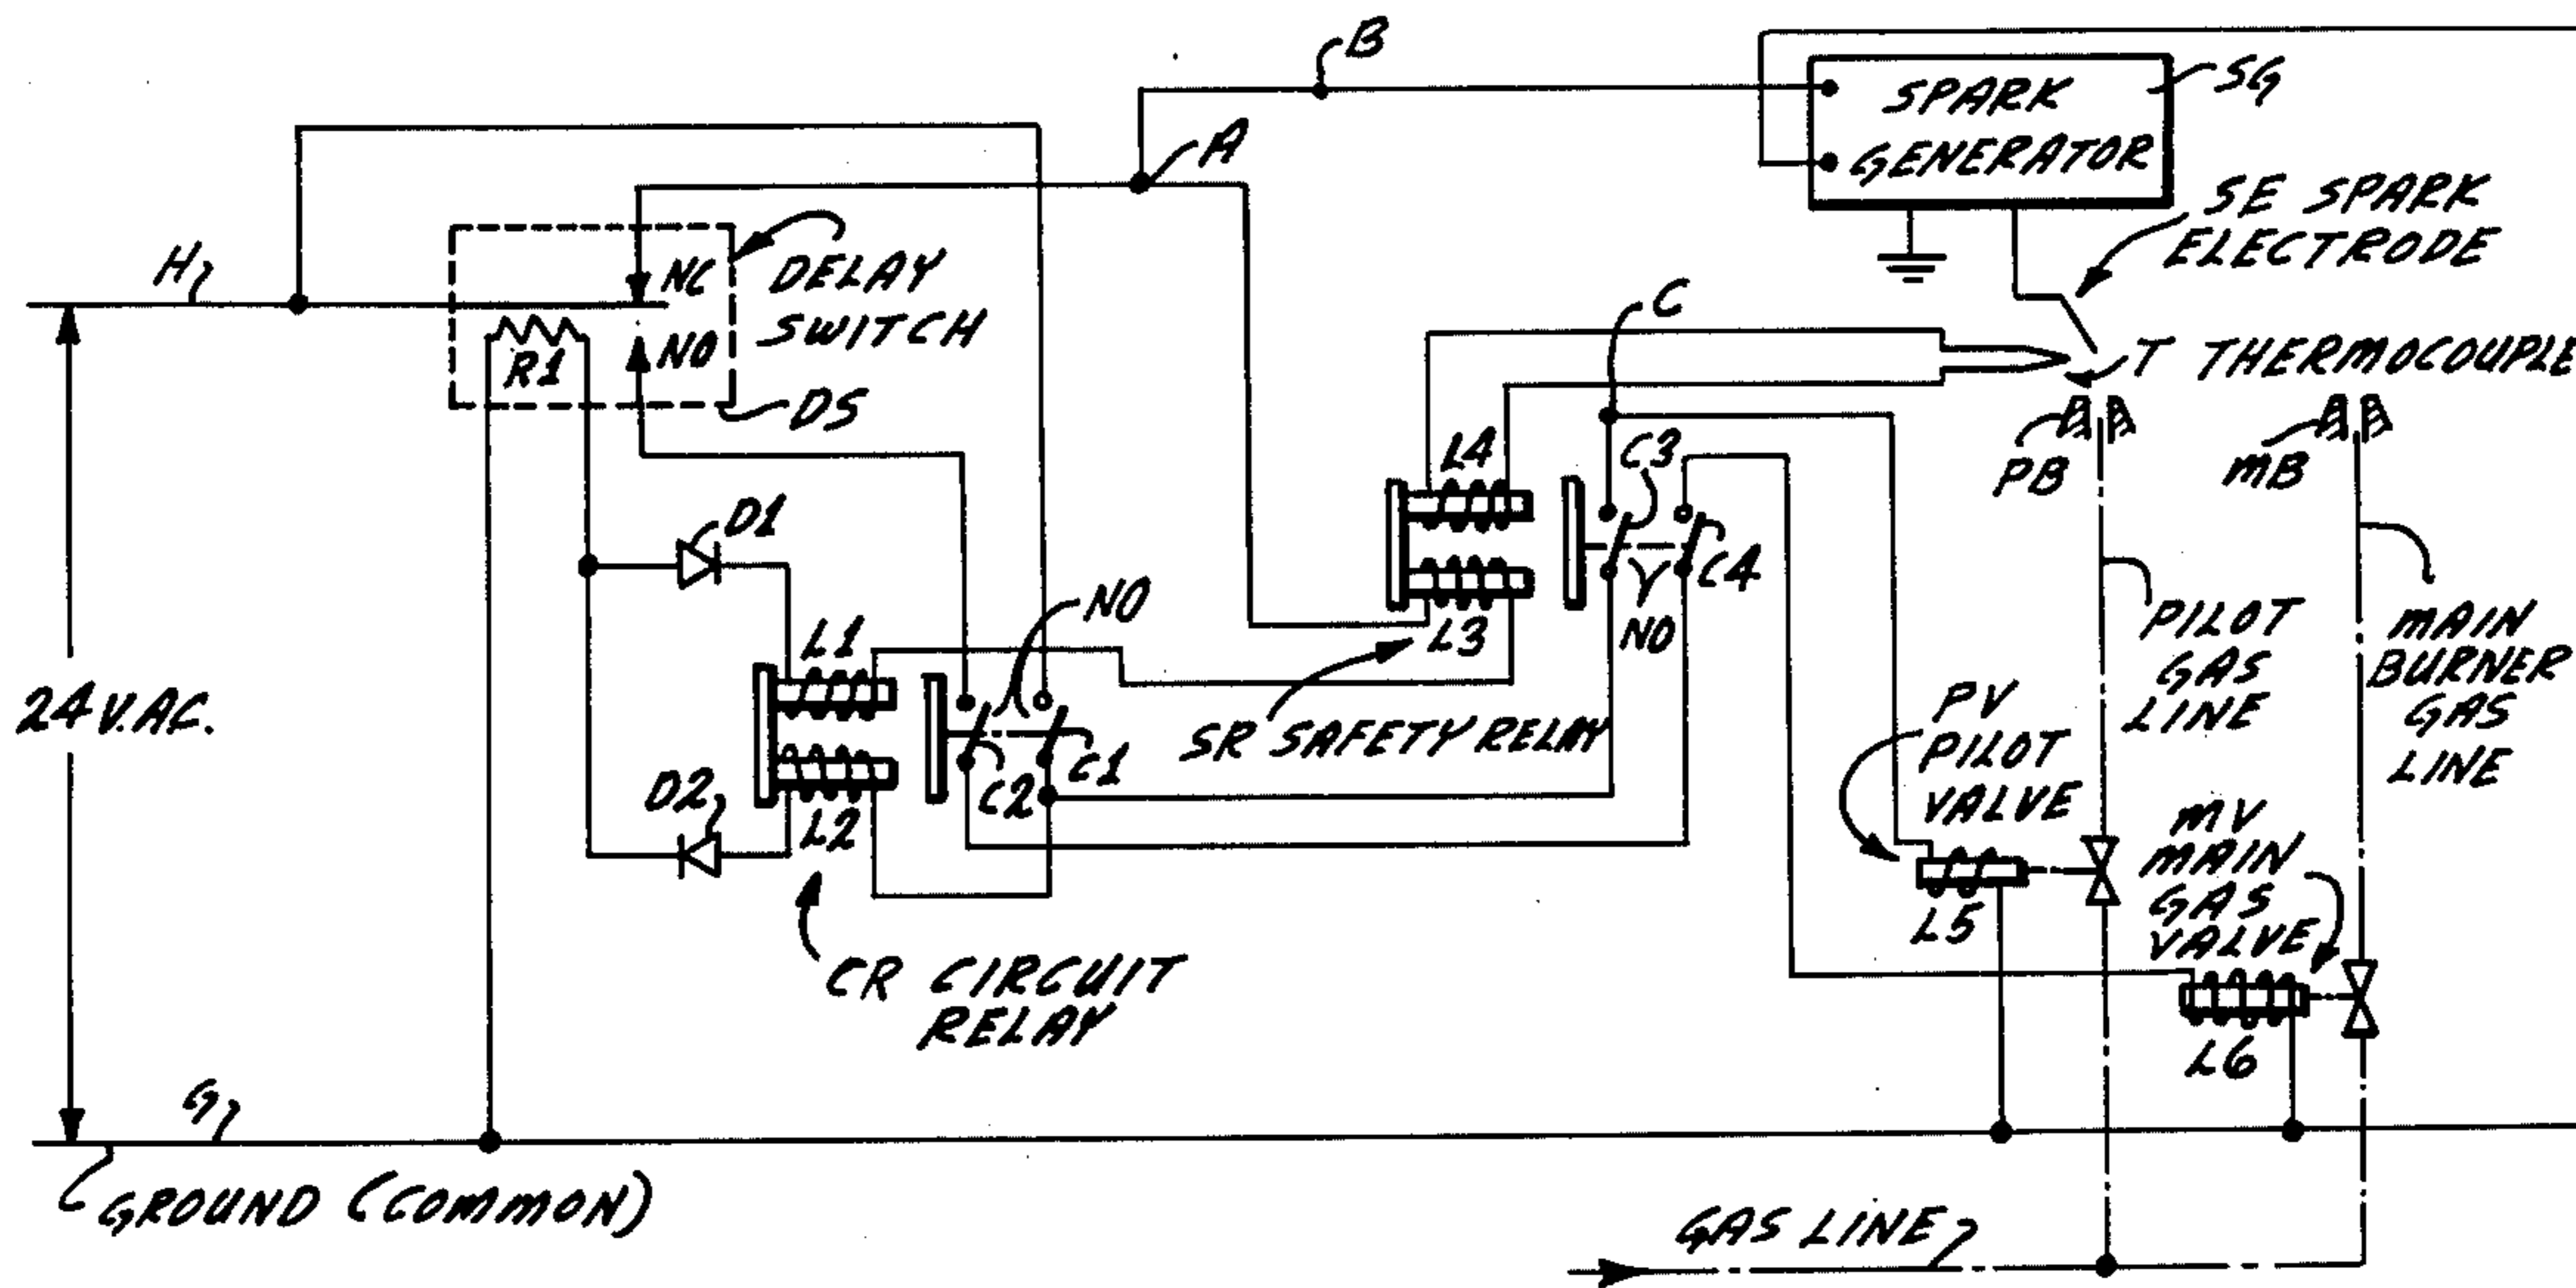 B
SPARK
GENERATOR
SG
A
SE SPARK
ELECTRODE
H
NC
DELAY
SWITCH
C
R1
NO
T THERMOCOUPLE
DS
L4
C3
PB
MB
D1
NO
C4
L1
L3
NO
PILOT
GAS
LINE
MAIN
BURNER
GAS
LINE
24 V.AC.
SR SAFETY RELAY
PV
PILOT
VALVE
D2
L2
C2
C1
MV
MAIN
GAS
VALVE
L5
CR CIRCUIT
RELAY
L6
G
GROUND (COMMON)
GAS LINE